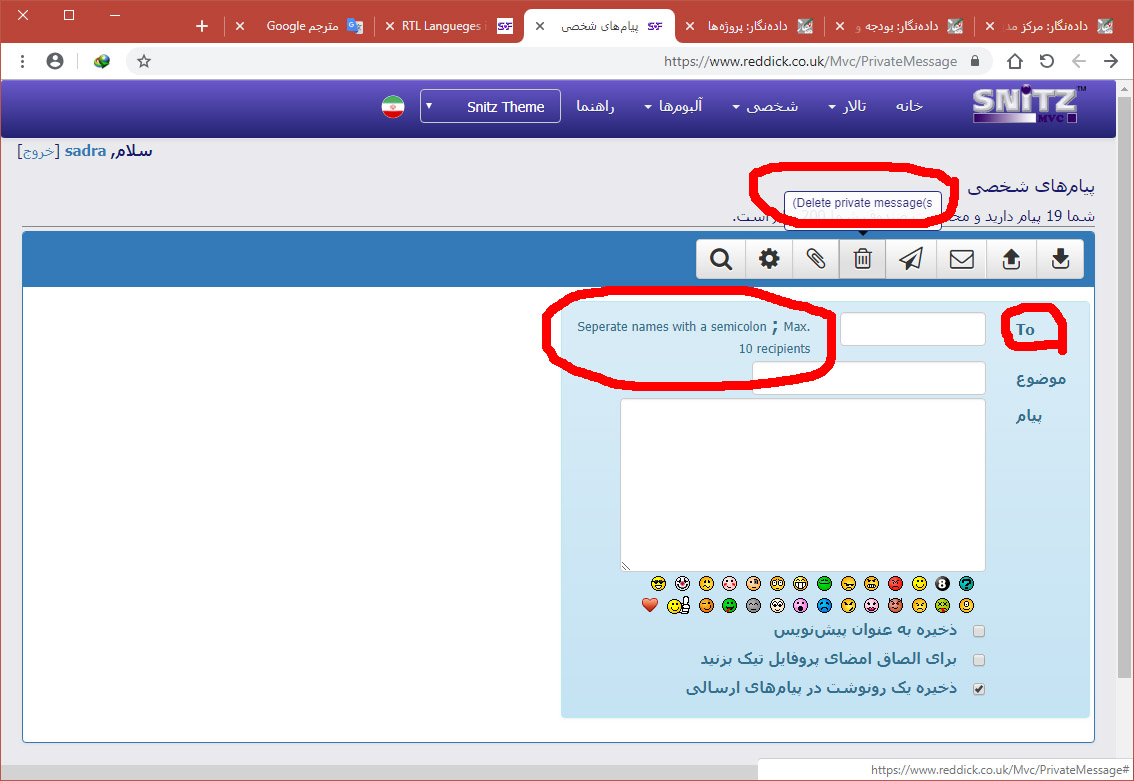 داده‌نگار: مرکز مد
داده‌نگار: بودجه و
داده‌نگار: پروژه‌ها
پیام‌های شخصی
RTL Langueges
مترجم Google
https://www.reddick.co.uk/Mvc/PrivateMessage
SNITZ™
MVC
خانه
تالار
شخصی
آلبوم‌ها
راهنما
Snitz Theme
سلام, sadra [خروج]
پیام‌های شخصی
(Delete private message(s
شما 19 پیام دارید و است.
To
Seperate names with a semicolon ; Max.
10 recipients
موضوع
پیام
8
ذخیره به عنوان پیش‌نویس
برای الصاق امضای پروفایل تیک بزنید
ذخیره یک رونوشت در پیام‌های ارسالی
https://www.reddick.co.uk/Mvc/PrivateMessage#